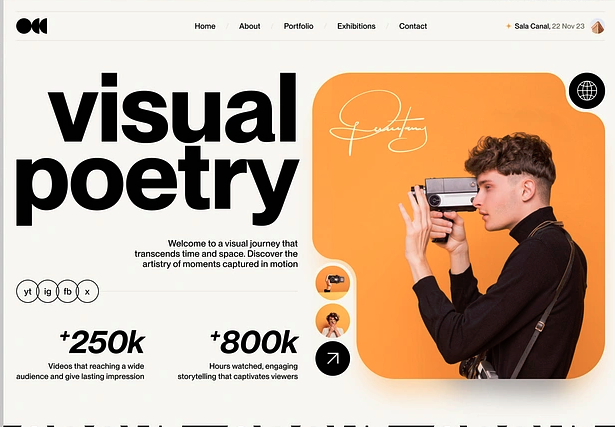 Home / About / Portfolio / Exhibitions / Contact
Sala Canal, 22 Nov 23
visual
poetry
Welcome to a visual journey that
transcends time and space. Discover the
artistry of moments captured in motion
yt ig fb x
+250k
Videos that reaching a wide
audience and give lasting impression
+800k
Hours watched, engaging
storytelling that captivates viewers